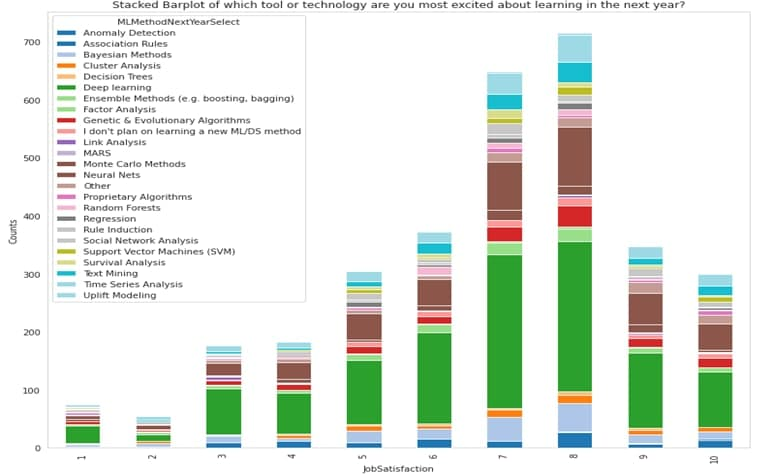 Stacked Barplot of which tool or technology are you most excited about learning in the next year?
MLMethodNextYearSelect
Anomaly Detection
Association Rules
Bayesian Methods
Cluster Analysis
Decision Trees
Deep learning
Ensemble Methods (e.g. boosting, bagging)
Factor Analysis
Genetic & Evolutionary Algorithms
I don't plan on learning a new ML/DS method
Link Analysis
MARS
Monte Carlo Methods
Neural Nets
Other
Proprietary Algorithms
Random Forests
Regression
Rule Induction
Social Network Analysis
Support Vector Machines (SVM)
Survival Analysis
Text Mining
Time Series Analysis
Uplift Modeling
700
600
500
400
300
200
100
0
Counts
1 2 3 4 5 6 7 8 9 10
JobSatisfaction